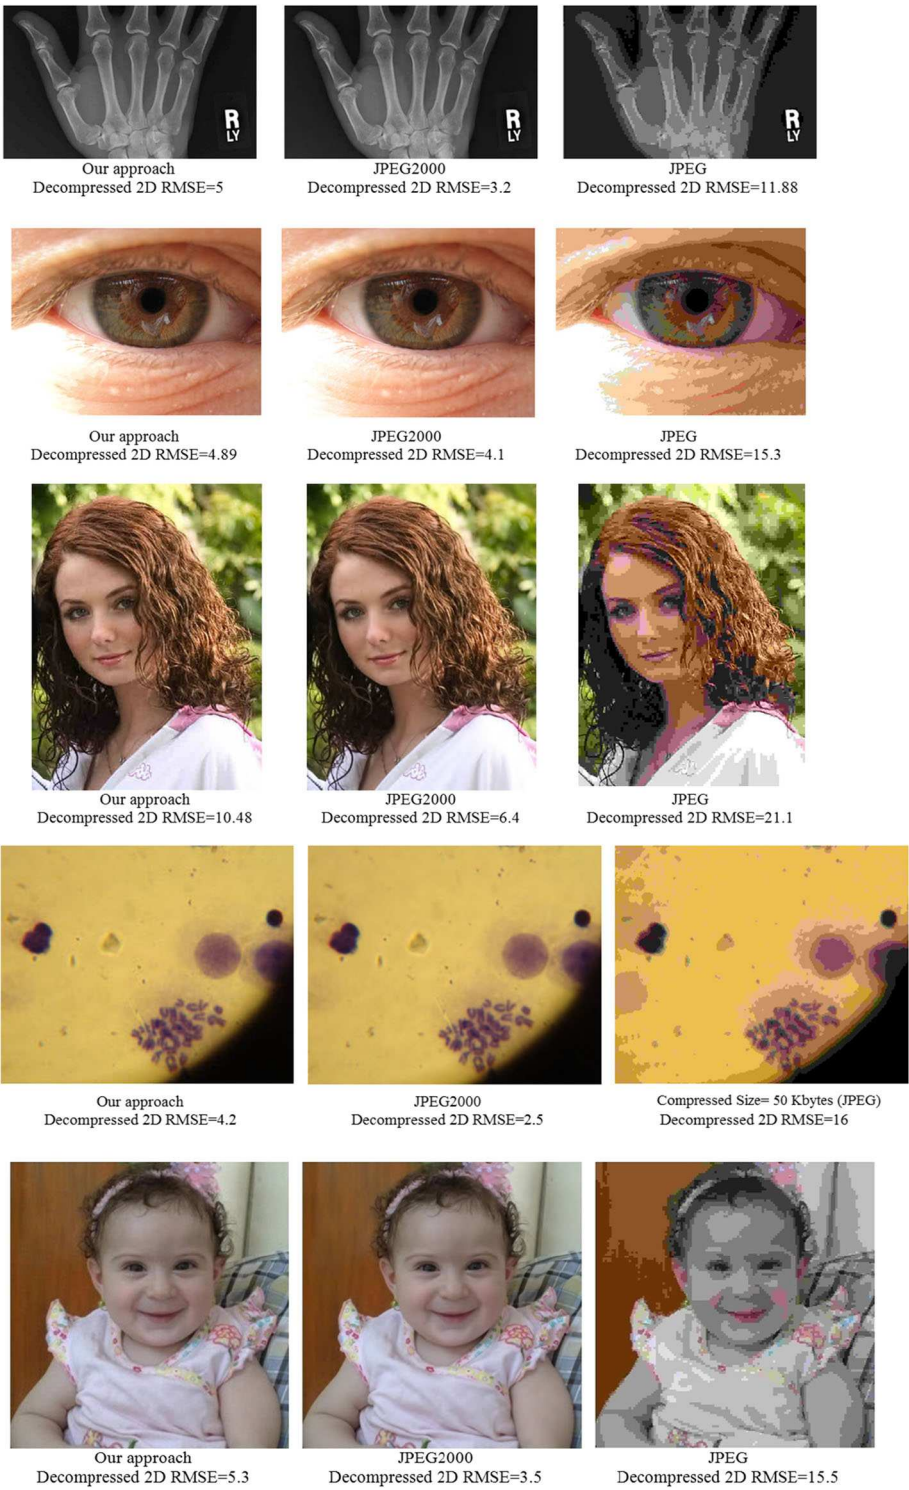 R
LY
R
LY
R
LY
Our approach
Decompressed 2D RMSE=5
JPEG2000
Decompressed 2D RMSE=3.2
JPEG
Decompressed 2D RMSE=11.88
Our approach
Decompressed 2D RMSE=4.89
JPEG2000
Decompressed 2D RMSE=4.1
JPEG
Decompressed 2D RMSE=15.3
Our approach
Decompressed 2D RMSE=10.48
JPEG2000
Decompressed 2D RMSE=6.4
JPEG
Decompressed 2D RMSE=21.1
Our approach
Decompressed 2D RMSE=4.2
JPEG2000
Decompressed 2D RMSE=2.5
Compressed Size= 50 Kbytes (JPEG)
Decompressed 2D RMSE=16
Our approach
Decompressed 2D RMSE=5.3
JPEG2000
Decompressed 2D RMSE=3.5
JPEG
Decompressed 2D RMSE=15.5